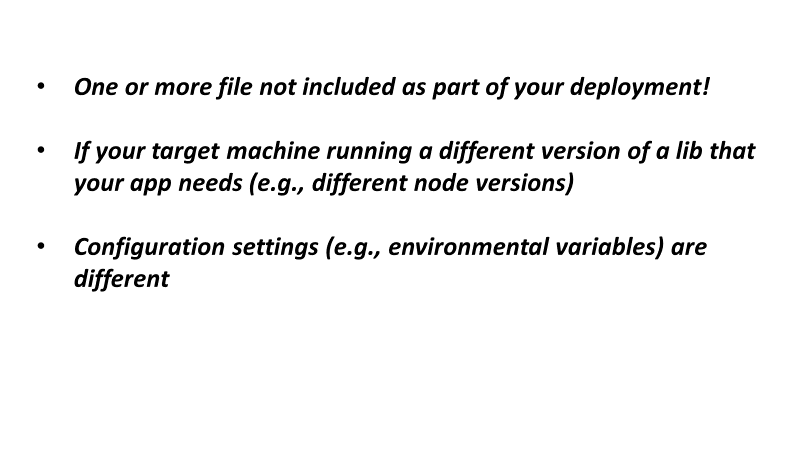 • One or more file not included as part of your deployment!
• If your target machine running a different version of a lib that
your app needs (e.g., different node versions)
• Configuration settings (e.g., environmental variables) are
different